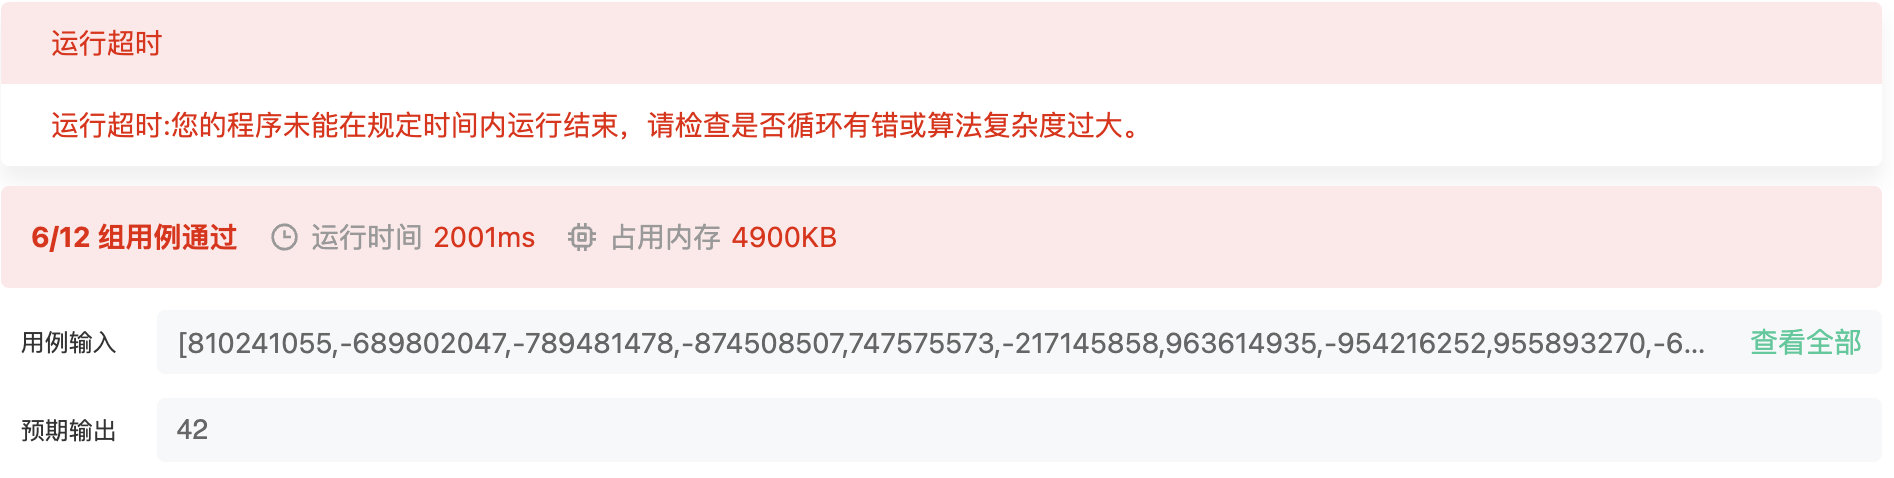 运行超时
运行超时:您的程序未能在规定时间内运行结束，请检查是否循环有错或算法复杂度过大。
6/12 组用例通过 运行时间 2001ms 占用内存 4900KB
用例输入 [810241055,-689802047,-789481478,-874508507,747575573,-217145858,963614935,-954216252,955893270,-6... 查看全部
预期输出 42